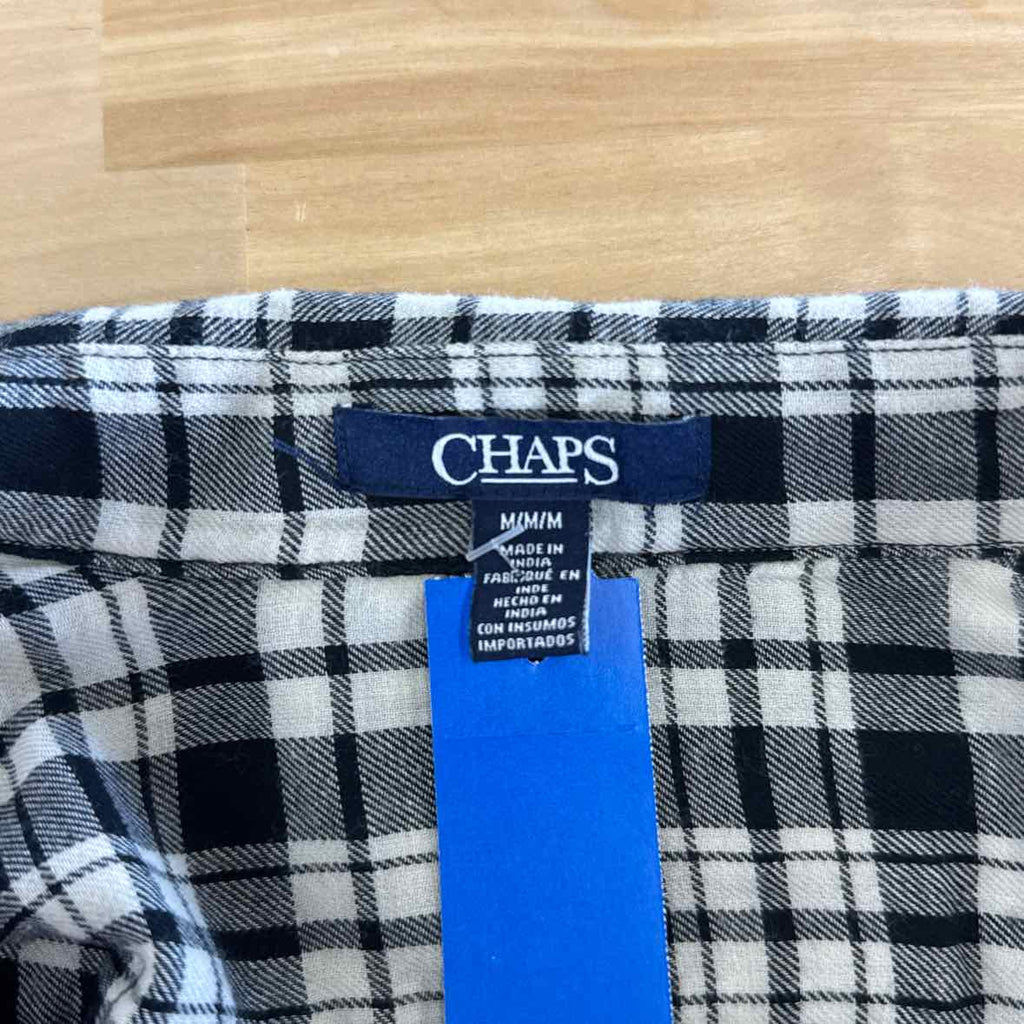 CHAPS
M/M/M
MADE IN
INDIA
FABRIQUÉ EN
INDE
HECHO EN
INDIA
CON INSUMOS
IMPORTADOS